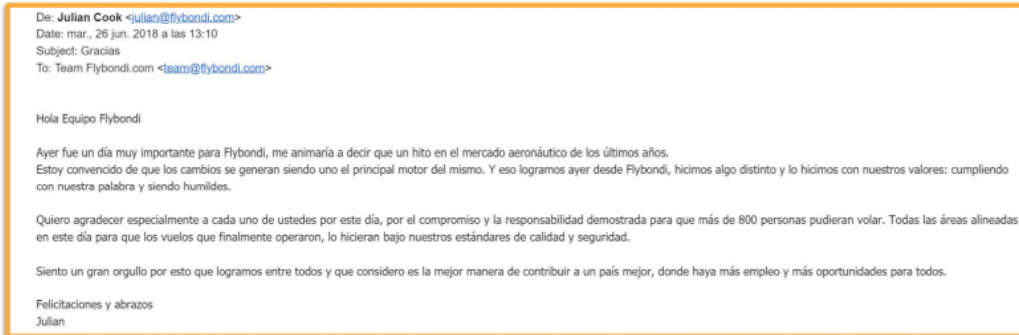 De: Julian Cook <julian@flybondi.com>
Date: mar., 26 jun. 2018 a las 13:10
Subject: Gracias
To: Team Flybondi.com <team@flybondi.com>
Hola Equipo Flybondi
Ayer fue un día muy importante para Flybondi, me animaría a decir que un hito en el mercado aeronáutico de los últimos años.
Estoy convencido de que los cambios se generan siendo uno el principal motor del mismo. Y eso logramos ayer desde Flybondi, hicimos algo distinto y lo hicimos con nuestros valores: cumpliendo
con nuestra palabra y siendo humildes.
Quiero agradecer especialmente a cada uno de ustedes por este día, por el compromiso y la responsabilidad demostrada para que más de 800 personas pudieran volar. Todas las áreas alineadas
en este día para que los vuelos que finalmente operaron, lo hicieran bajo nuestros estándares de calidad y seguridad.
Siento un gran orgullo por esto que logramos entre todos y que considero es la mejor manera de contribuir a un país mejor, donde haya más empleo y más oportunidades para todos.
Felicitaciones y abrazos
Julian